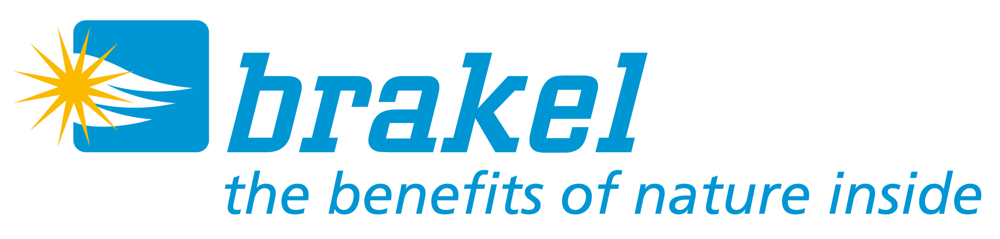 brakel
the benefits of nature inside